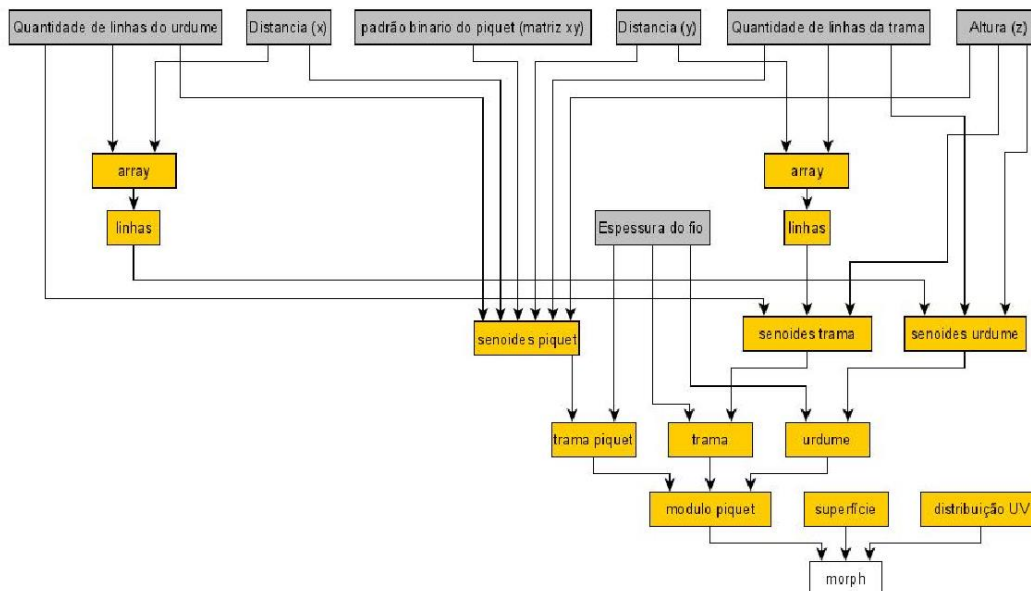 Quantidade de linhas do urdume
Distancia (x)
padrão binario do piquet (matriz xy)
Distancia (y)
Quantidade de linhas da trama
Altura (z)
array
array
linhas
Espessura do fio
linhas
senoides piquet
senoides trama
senoides urdume
trama piquet
trama
urdume
modulo piquet
superfície
distribuição UV
morph